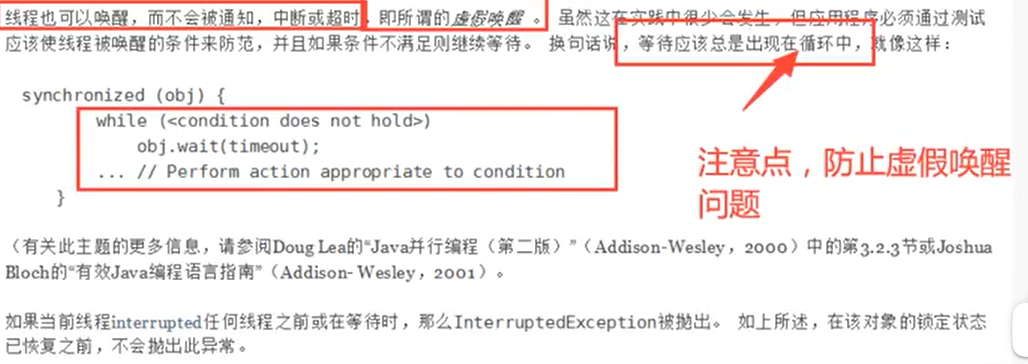 线程也可以唤醒，而不会被通知，中断或超时，即所谓的虚假唤醒 。 虽然这在实践中很少会发生，但应用程序必须通过测试
应该使线程被唤醒的条件来防范，并且如果条件不满足则继续等待。 换句话说，等待应该总是出现在循环中，就像这样：
synchronized (obj) {
while (<condition does not hold>)
obj.wait(timeout);
... // Perform action appropriate to condition
}
注意点，防止虚假唤醒
问题
（有关此主题的更多信息，请参阅Doug Lea的“Java并行编程（第二版）”（Addison-Wesley，2000）中的第3.2.3节或Joshua
Bloch的“有效Java编程语言指南”（Addison- Wesley，2001）。
如果当前线程interrupted任何线程之前或在等待时，那么InterruptedException被抛出。 如上所述，在该对象的锁定状态
已恢复之前，不会抛出此异常。